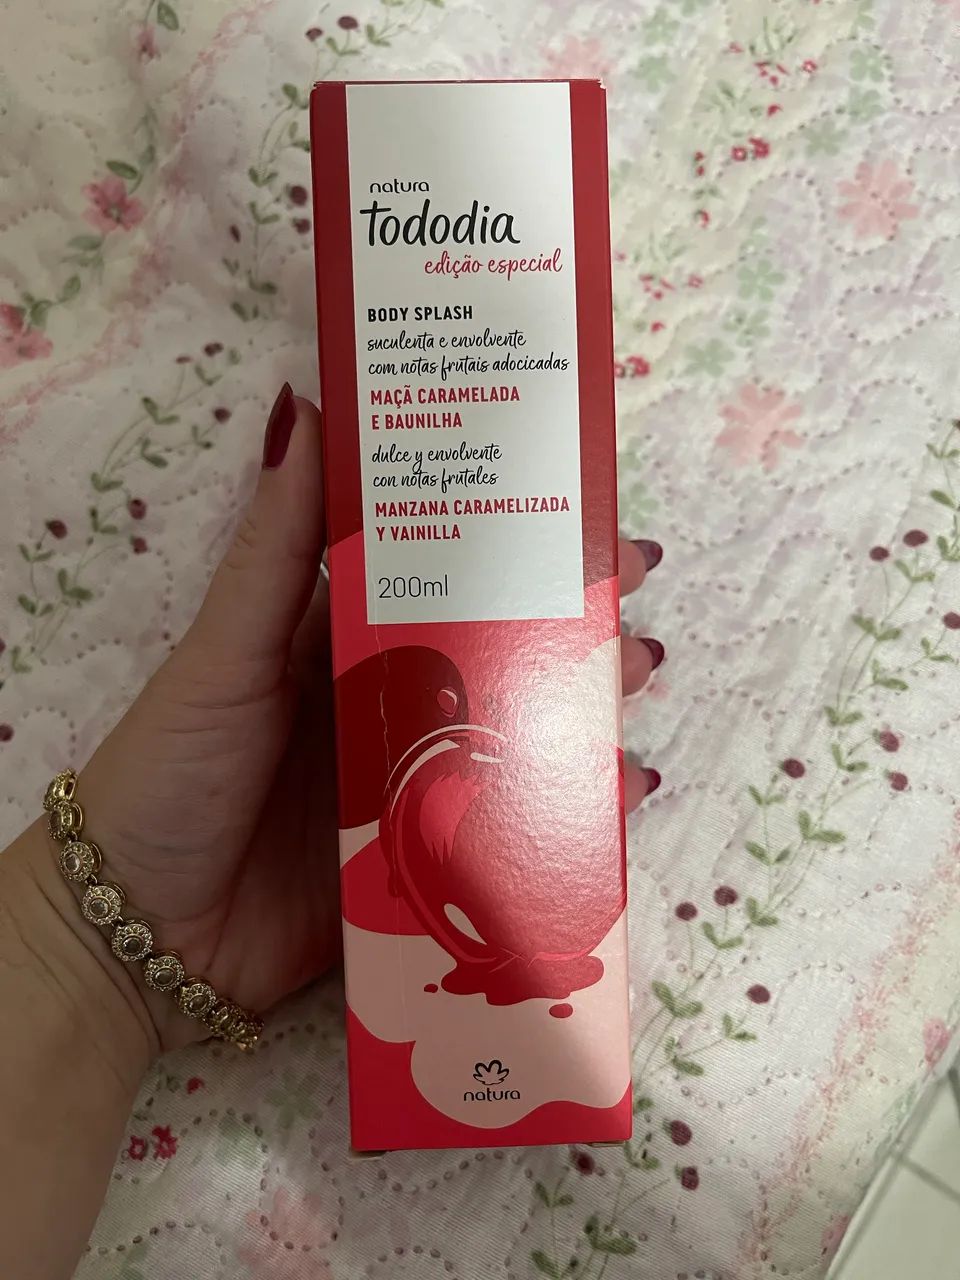 natura
Tododia
edição especial
BODY SPLASH
suculenta e envolvente
com notas frutais adocicadas
MAÇÃ CARAMELADA
E BAUNILHA
dulce y envolvente
con notas frutales
MANZANA CARAMELIZADA
Y VAINILLA
200ml
natura